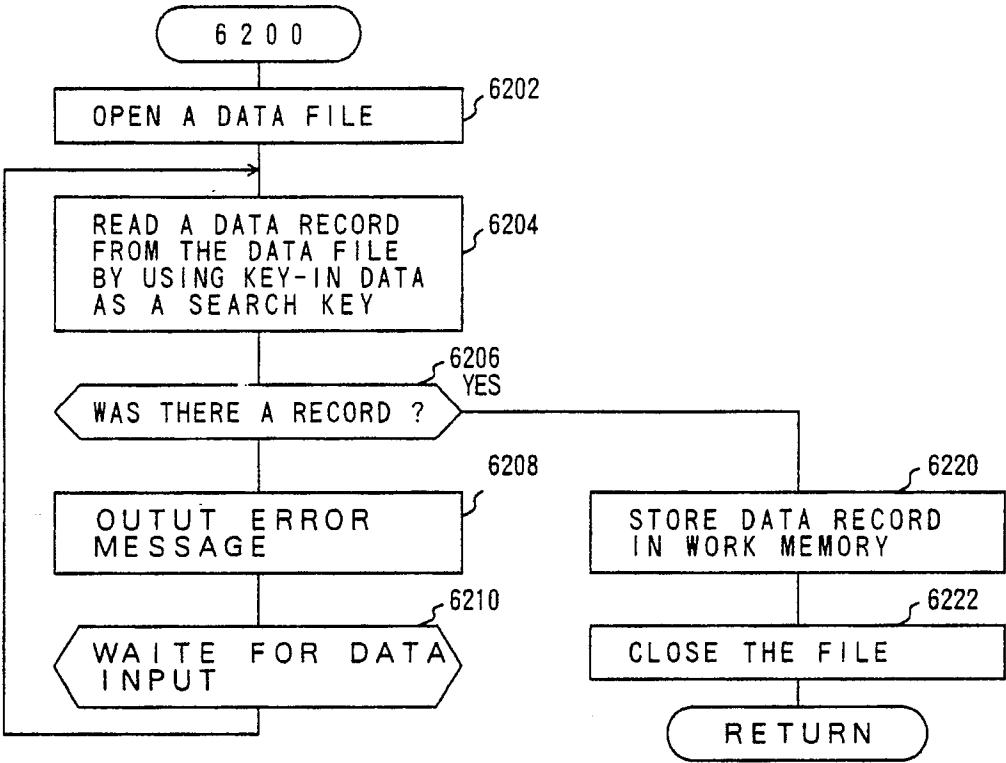 6200
6202
OPEN A DATA FILE
6204
READ A DATA RECORD
FROM THE DATA FILE
BY USING KEY-IN DATA
AS A SEARCH KEY
6206
YES
WAS THERE A RECORD ?
6208
OUTUT ERROR
MESSAGE
6210
WAITE FOR DATA
INPUT
6220
STORE DATA RECORD
IN WORK MEMORY
6222
CLOSE THE FILE
RETURN